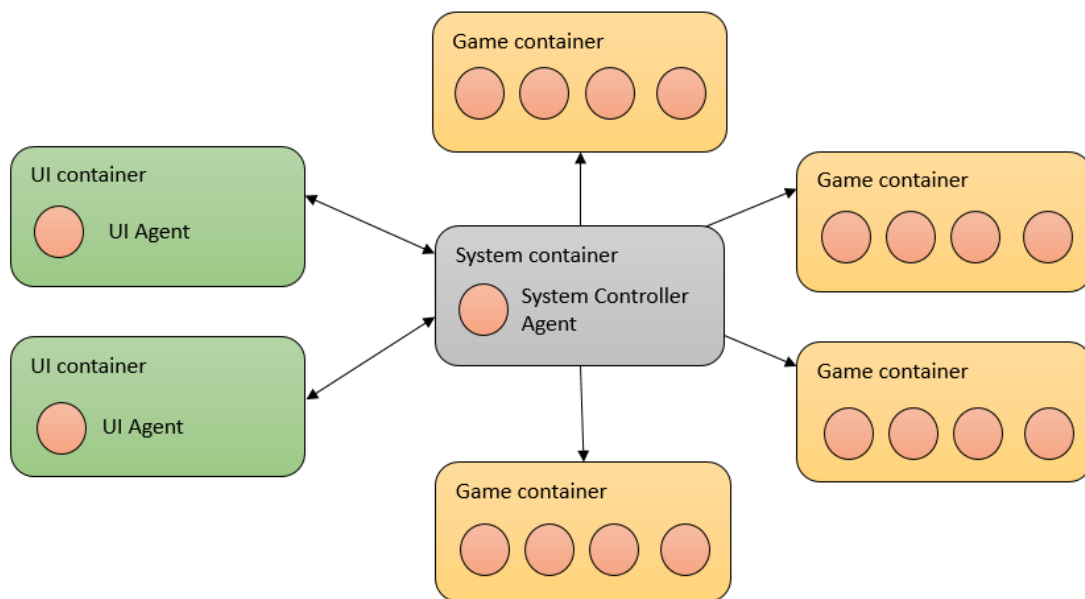 Game container
UI container
UI Agent
Game container
System container
System Controller
Agent
UI container
UI Agent
Game container
Game container